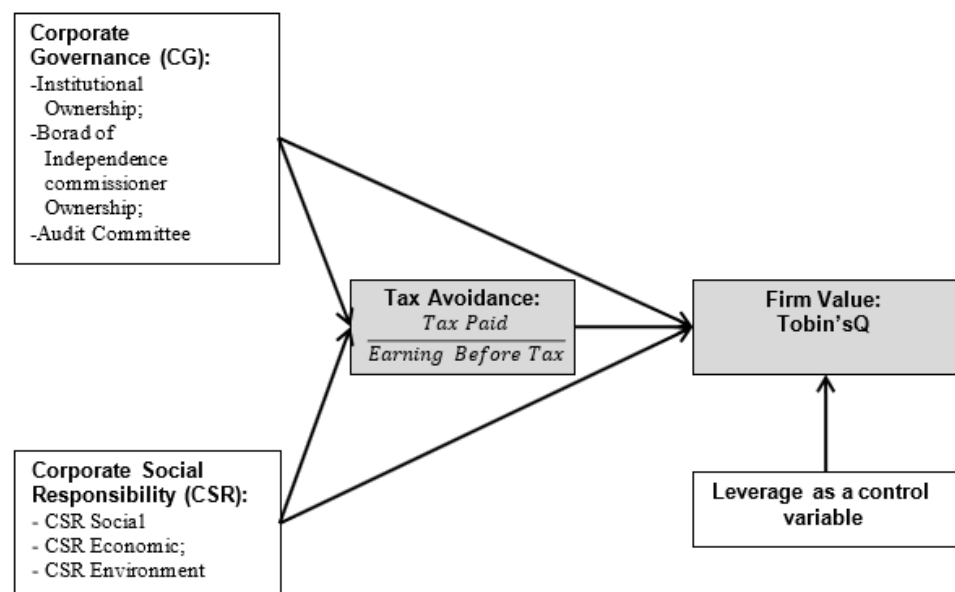 Corporate
Governance (CG):
-Institutional
Ownership;
-Borad of
Independence
commissioner
Ownership;
-Audit Committee
Tax Avoidance:
Tax Paid
Earning Before Tax
Firm Value:
Tobin'sQ
Corporate Social
Responsibility (CSR):
- CSR Social
- CSR Economic;
- CSR Environment
Leverage as a control
variable